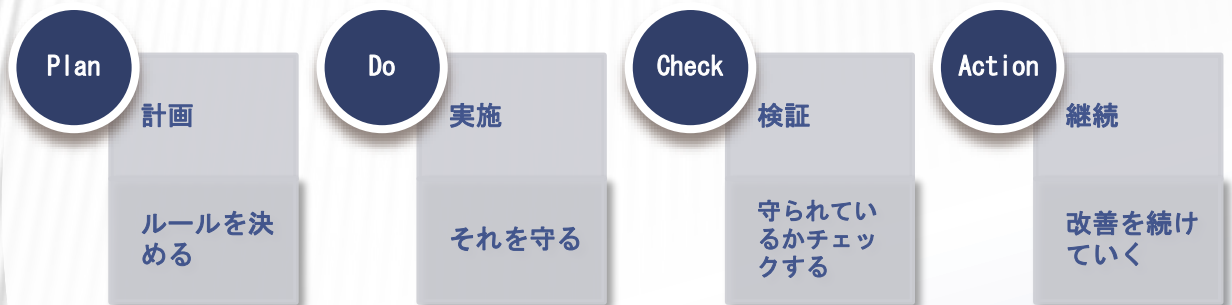 Plan
計画
ルールを決
める
Do
実施
それを守る
Check
検証
守られてい
るかチェッ
クする
Action
継続
改善を続け
ていく